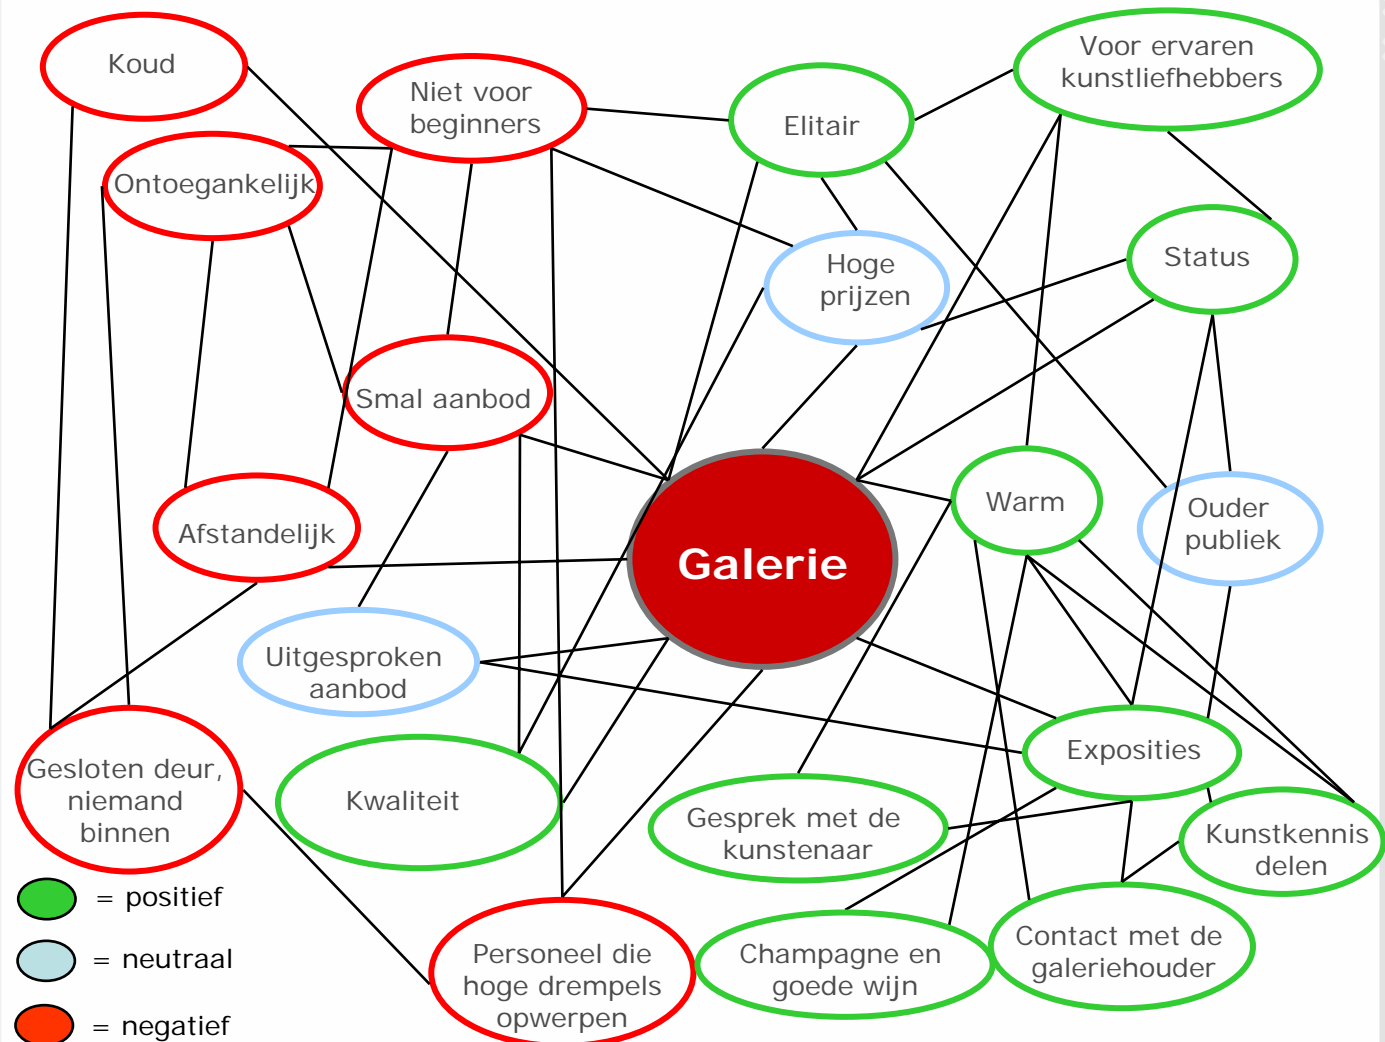 Koud
Niet voor
beginners
Elitair
Voor ervaren
kunstliefhebbers
Ontoegankelijk
Hoge
prijzen
Status
Smal aanbod
Afstandelijk
Galerie
Warm
Ouder
publiek
Uitgesproken
aanbod
Gesloten deur,
niemand
binnen
Kwaliteit
Gesprek met de
kunstenaar
Exposities
Kunstkennis
delen
Personeel die
hoge drempels
opwerpen
Champagne en
goede wijn
Contact met de
galeriehouder
= positief
= neutraal
= negatief